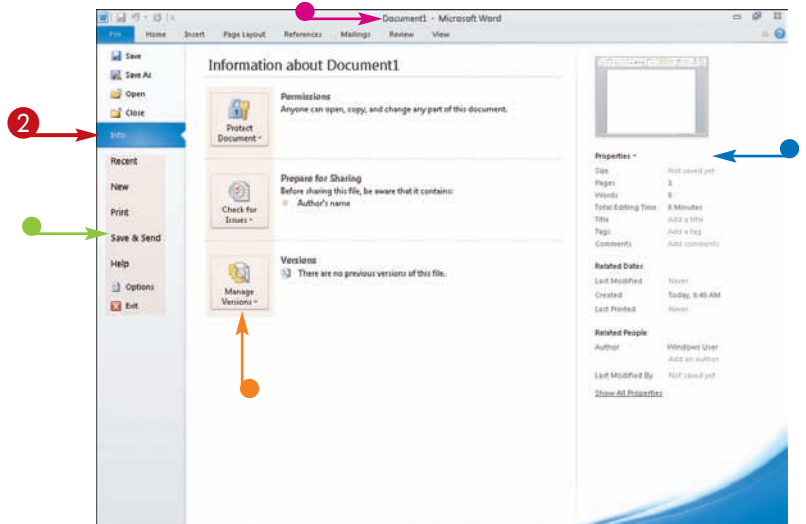 Document1 - Microsoft Word
File Home Insert Page Layout References Mailings Review View
Save
Save As
Open
Close
2
Info
Recent
New
Print
Save & Send
Help
Options
Exit
Information about Document1
Protect
Document
Permissions
Anyone can open, copy, and change any part of this document.
Check for
Issues
Prepare for Sharing
Before sharing this file, be aware that it contains:
Author's name
Manage
Versions
Versions
There are no previous versions of this file.
Properties
Size Not saved yet
Pages
Words
Total Editing Time 8 Minutes
Title Add a title
Tags Add a tag
Comments Add comments
Related Dates
Last Modified Never
Created Today, 8:40 AM
Last Printed Never
Related People
Author Windows User
Add an author
Last Modified By Not saved yet
Show All Properties